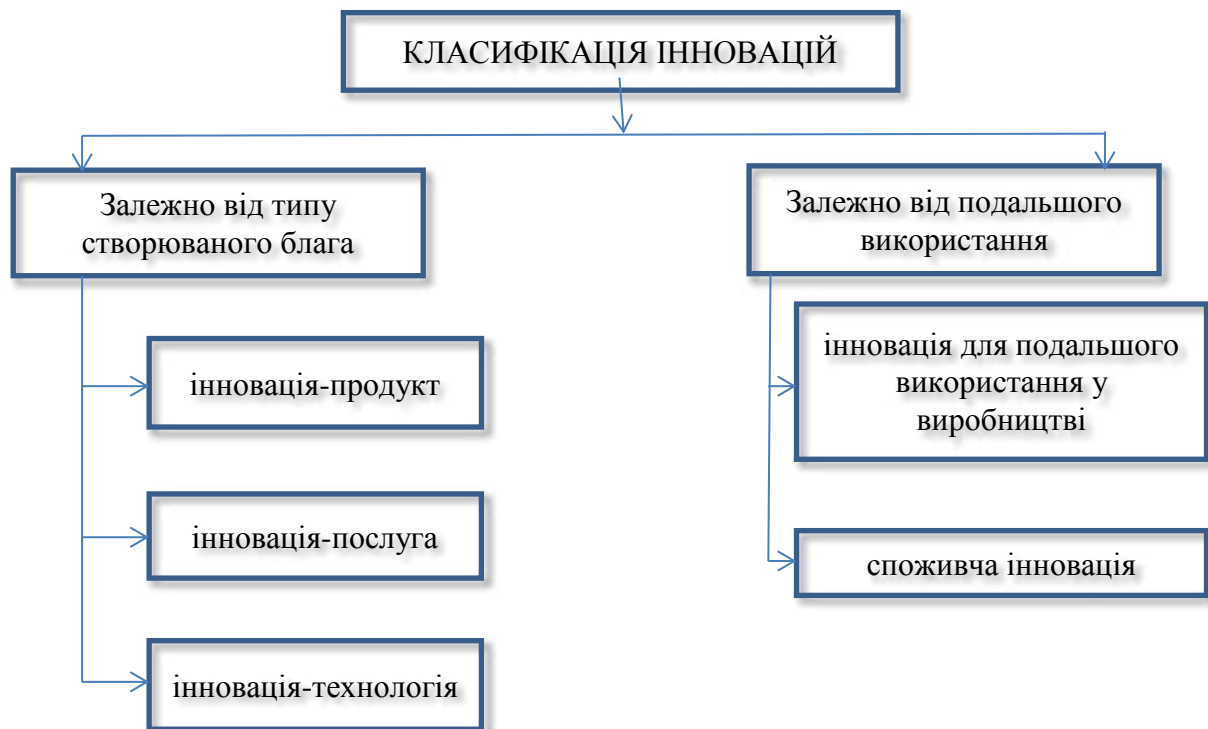 КЛАСИФІКАЦІЯ ІННОВАЦІЙ
Залежно від типу
створюваного блага
інновація-продукт
інновація-послуга
інновація-технологія
Залежно від подальшого
використання
інновація для подальшого
використання у
виробництві
споживча інновація